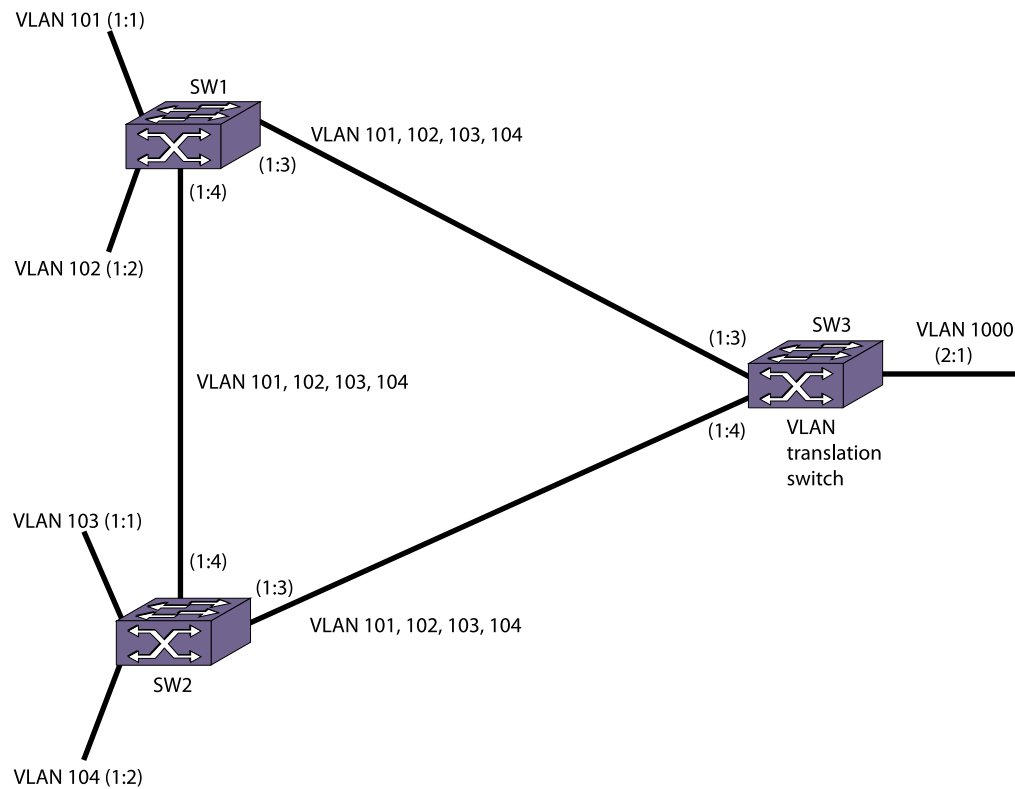 VLAN 101 (1:1)
SW1
VLAN 101, 102, 103, 104
(1:3)
(1:4)
VLAN 102 (1:2)
SW3
VLAN 1000
(1:3)
(2:1)
VLAN 101, 102, 103, 104
(1:4)
VLAN
translation
switch
VLAN 103 (1:1)
(1:4)
(1:3)
VLAN 101, 102, 103, 104
SW2
VLAN 104 (1:2)